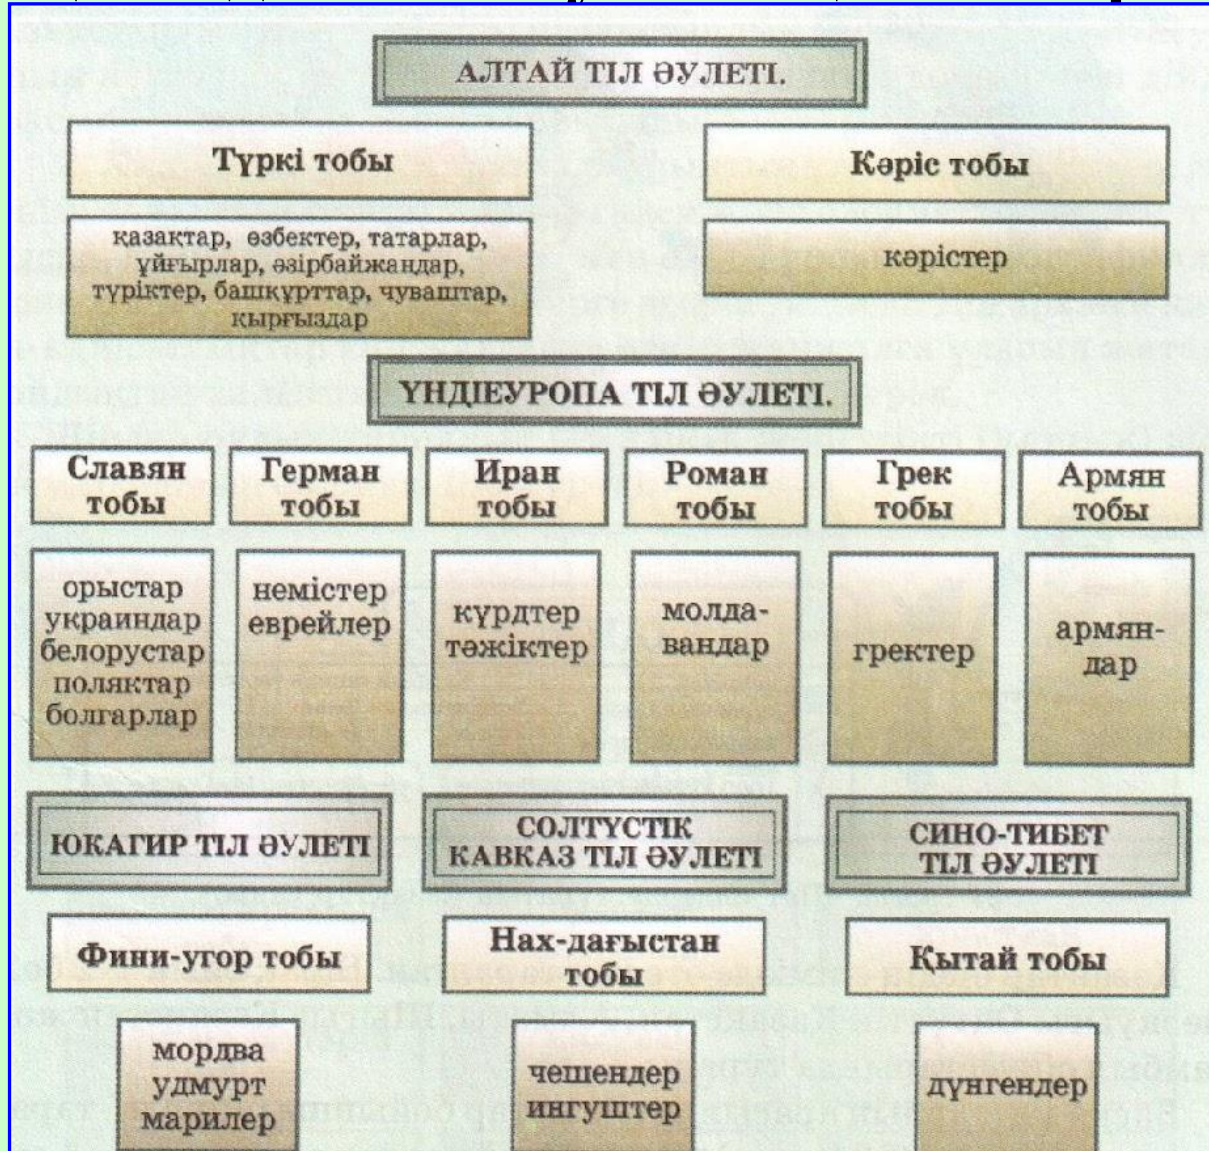 АЛТАЙ ТІЛ ӘУЛЕТІ.
Түркі тобы
Кәріс тобы
қазақтар, өзбектер, татарлар,
ұйғырлар, әзірбайжандар,
түріктер, башқұрттар, чуваштар,
қырғыздар
кәрістер
ҮНДІЕУРОПА ТІЛ ӘУЛЕТІ.
Славян
тобы
Герман
тобы
Иран
тобы
Роман
тобы
Грек
тобы
Армян
тобы
орыстар
украиндар
белорустар
поляктар
болгарлар
немістер
еврейлер
күрдтер
тәжіктер
молда-
вандар
гректер
армян-
дар
ЮКАГИР ТІЛ ӘУЛЕТІ
СОЛТҮСТІК
КАВКАЗ ТІЛ ӘУЛЕТІ
СИНО-ТИБЕТ
ТІЛ ӘУЛЕТІ
Фини-угор тобы
Нах-дағыстан
тобы
Қытай тобы
мордва
удмурт
марилер
чешендер
ингуштер
дүнгендер